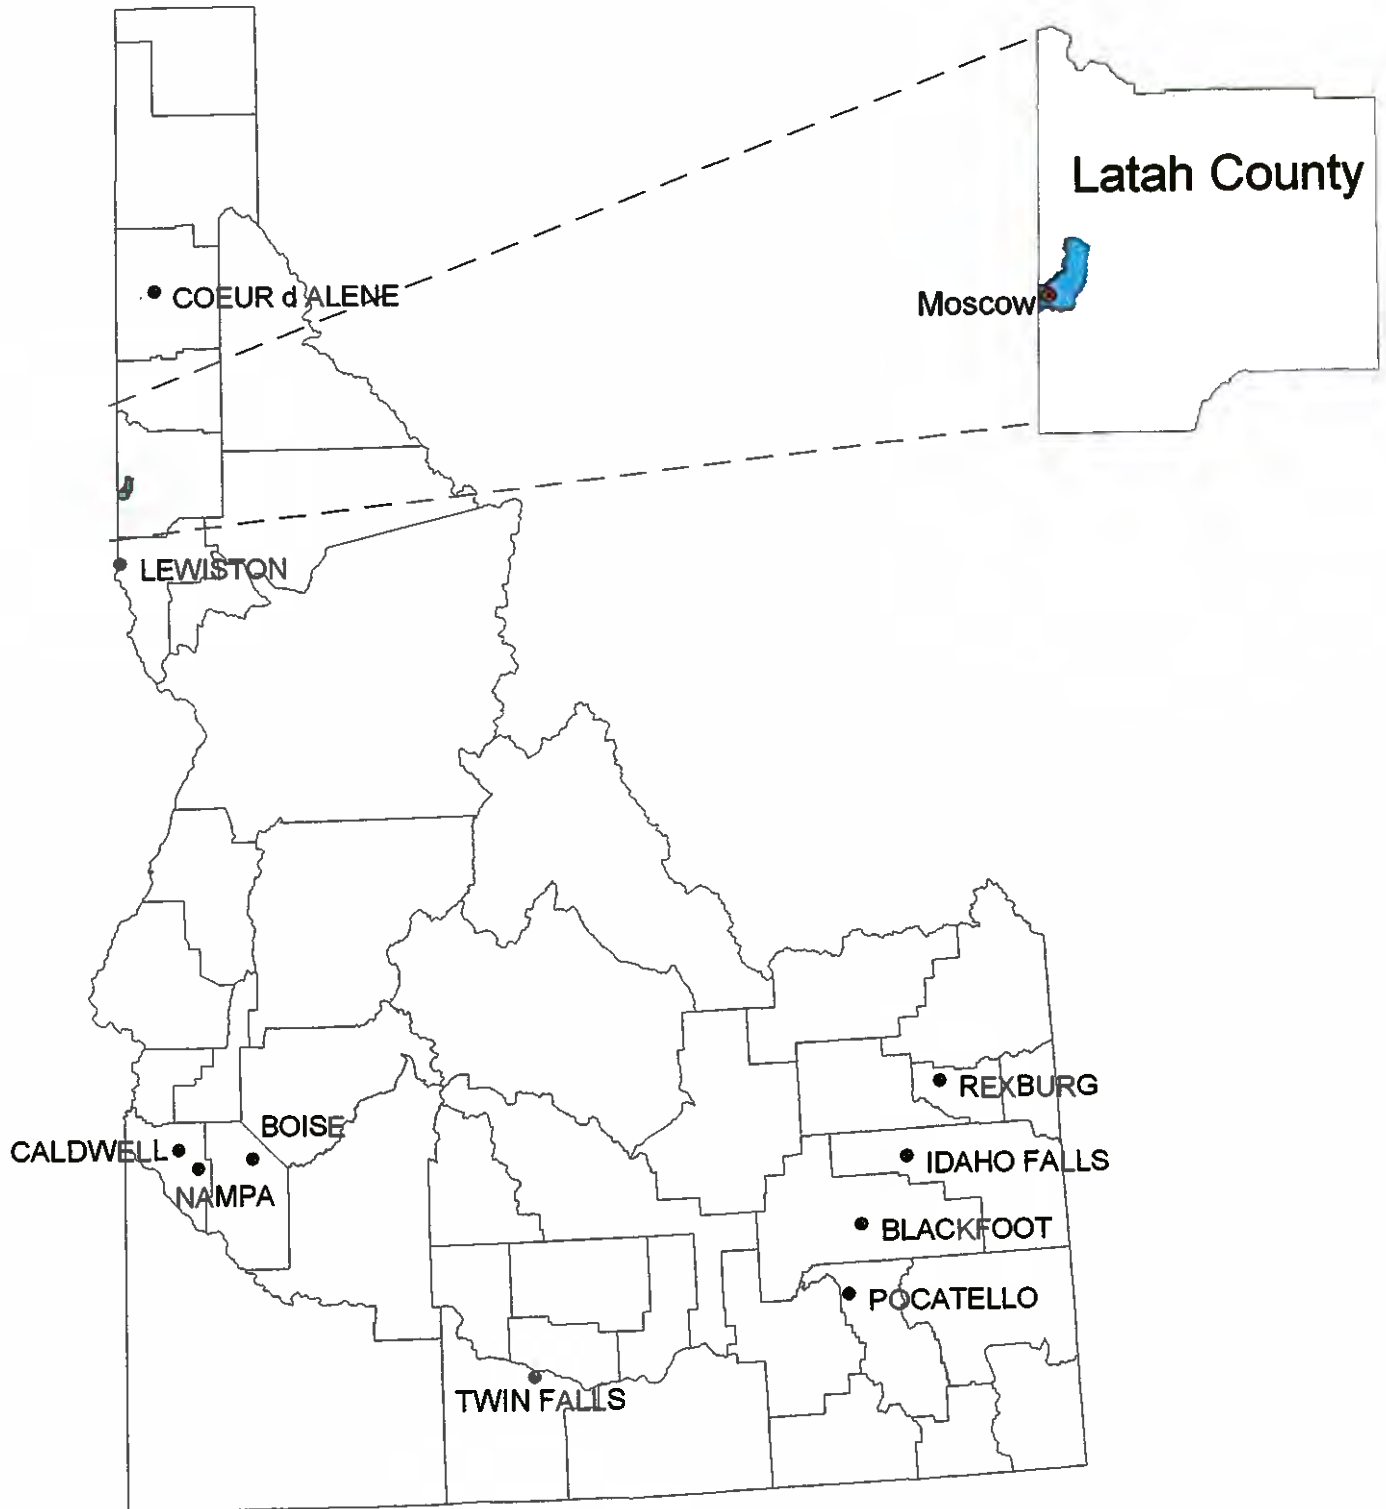 Latah County
COEUR d ALENE
Moscow
LEWISTON
REXBURG
BOISE
CALDWELL
IDAHO FALLS
NAMPA
BLACKFOOT
POCATELLO
TWIN FALLS